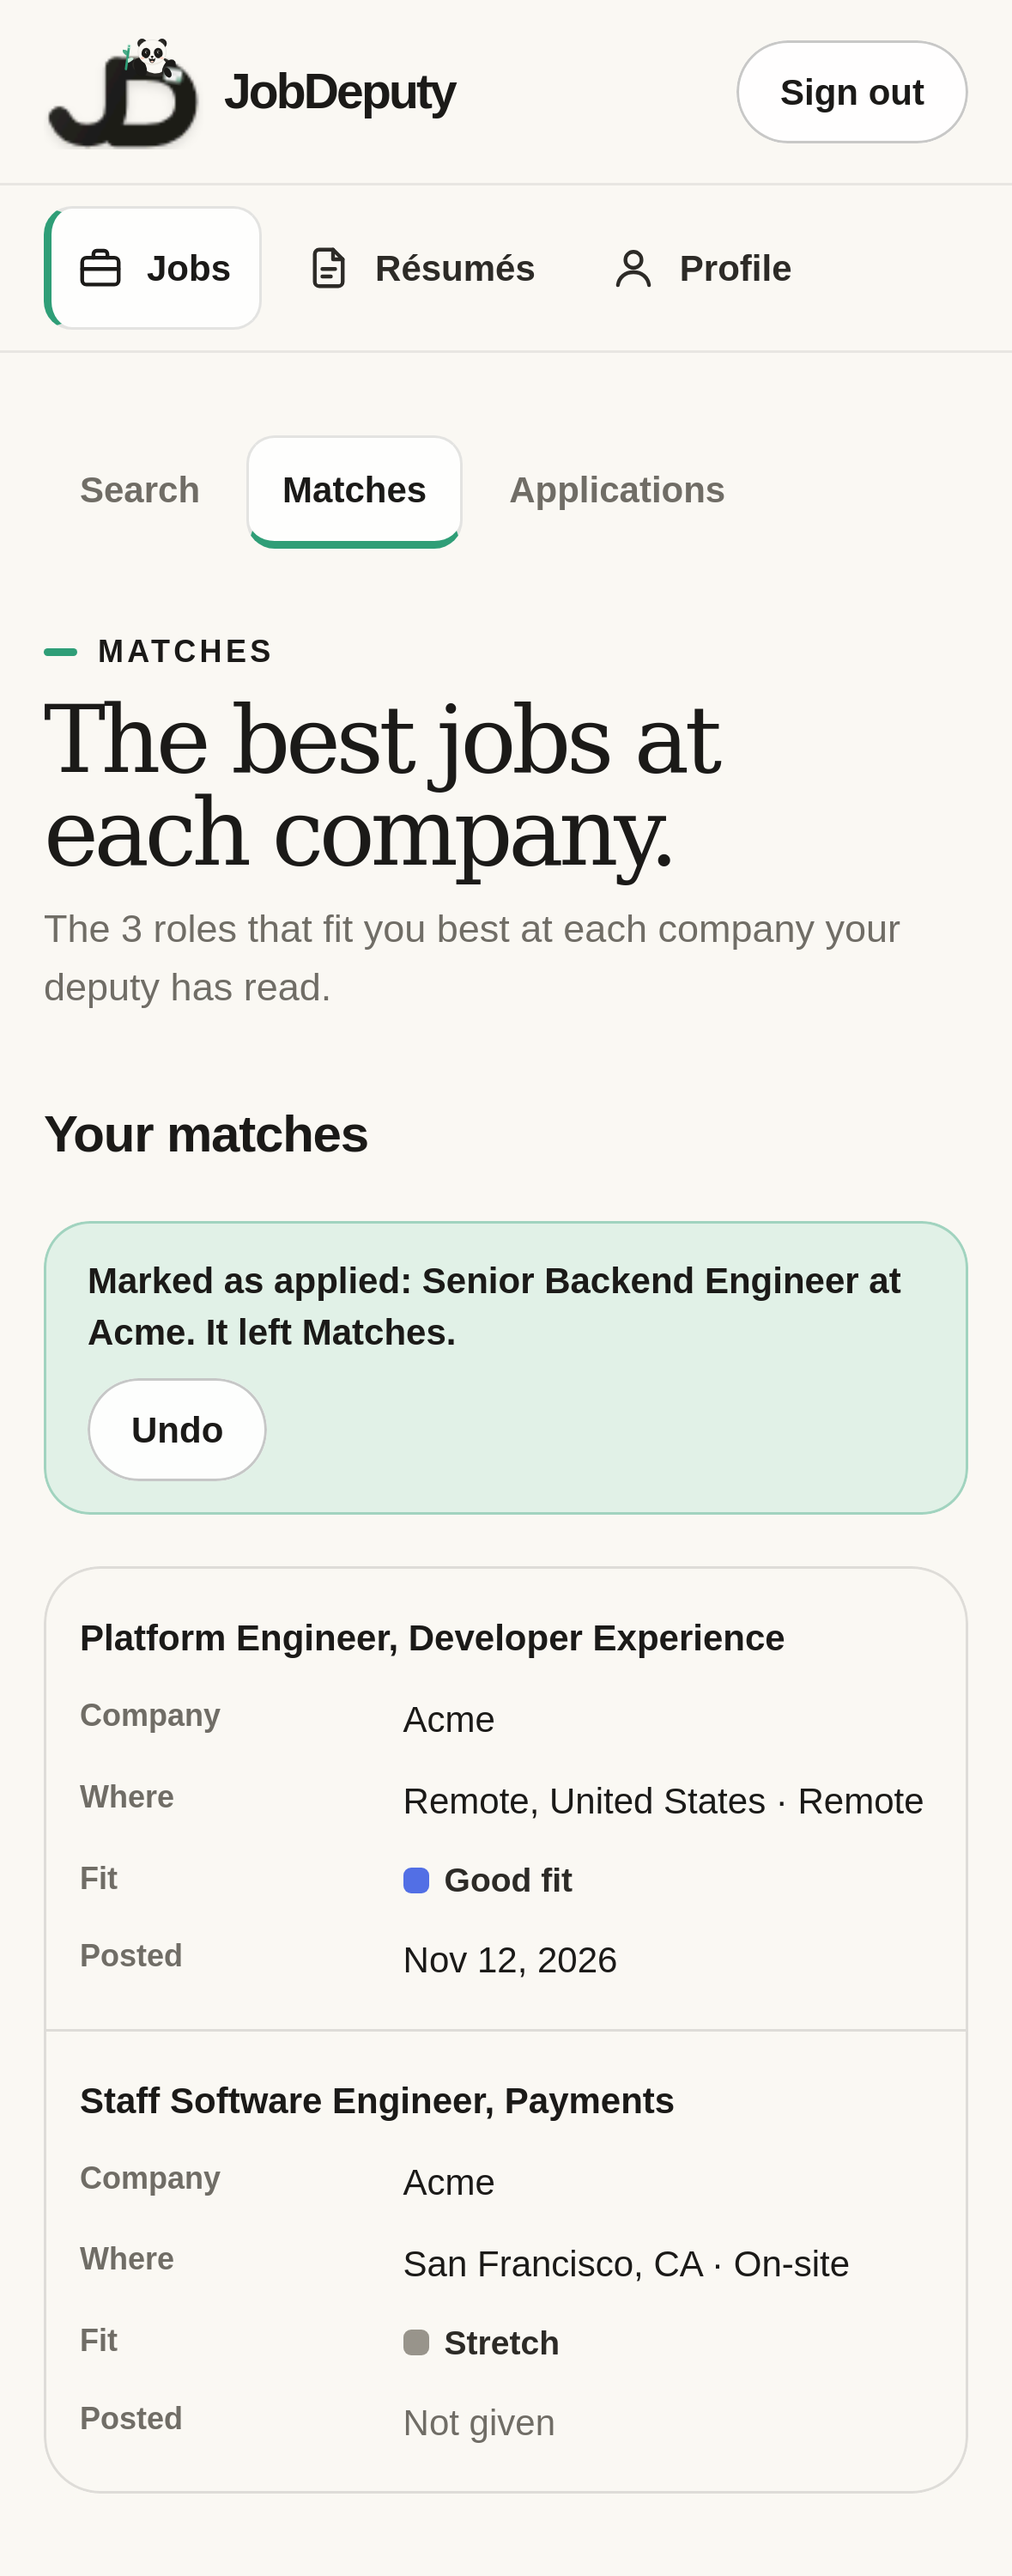 JD JobDeputy
Sign out
Jobs
Résumés
Profile
Search
Matches
Applications
MATCHES
The best jobs at
each company.
The 3 roles that fit you best at each company your
deputy has read.
Your matches
Marked as applied: Senior Backend Engineer at
Acme. It left Matches.
Undo
Platform Engineer, Developer Experience
Company Acme
Where Remote, United States · Remote
Fit Good fit
Posted Nov 12, 2026
Staff Software Engineer, Payments
Company Acme
Where San Francisco, CA · On-site
Fit Stretch
Posted Not given